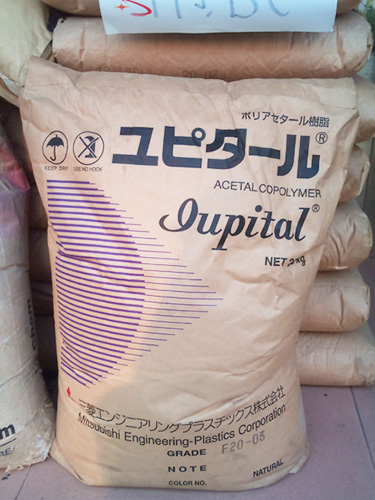 ポリアセタール樹脂
ユピタール®
KEEP DRY
USE NO HOOK
ACETAL COPOLYMER
Iupital®
NET. kg
三菱エンジニアリングプラスチックス株式会社
Mitsubishi Engineering-Plastics Corporation
GRADE F20-03
NOTE
COLOR NO. NATURAL